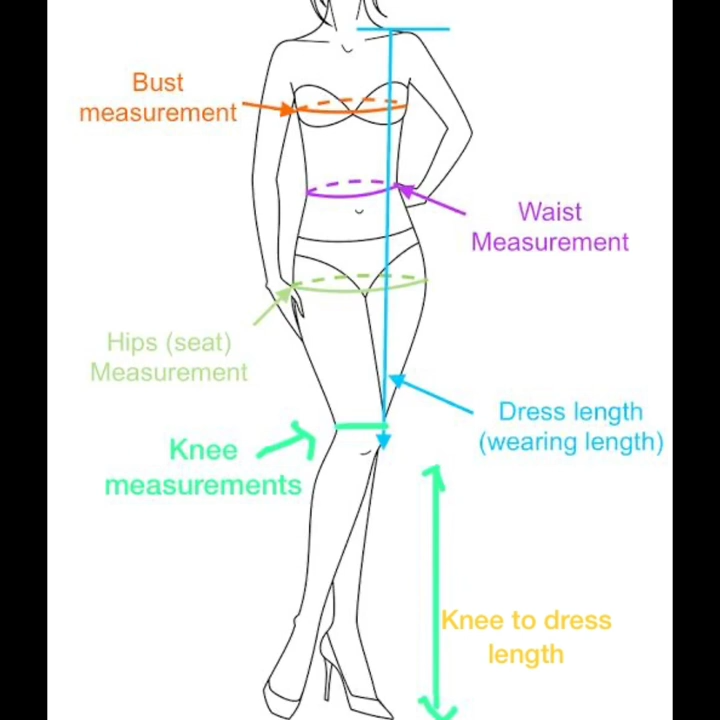 Bust
measurement
Waist
Measurement
Hips (seat)
Measurement
Dress length
(wearing length)
Knee
measurements
Knee to dress
length